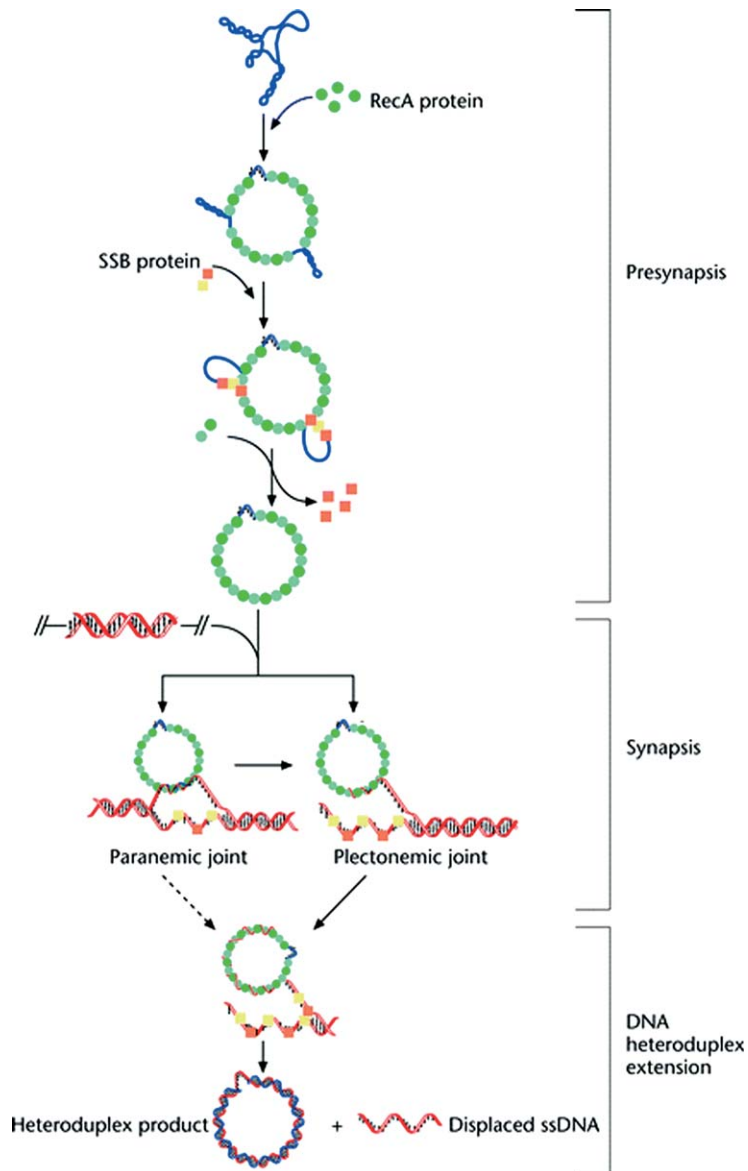 RecA protein
SSB protein
Presynapsis
Synapsis
Paranemic joint
Plectonemic joint
DNA
heteroduplex
extension
Heteroduplex product
+
Displaced ssDNA